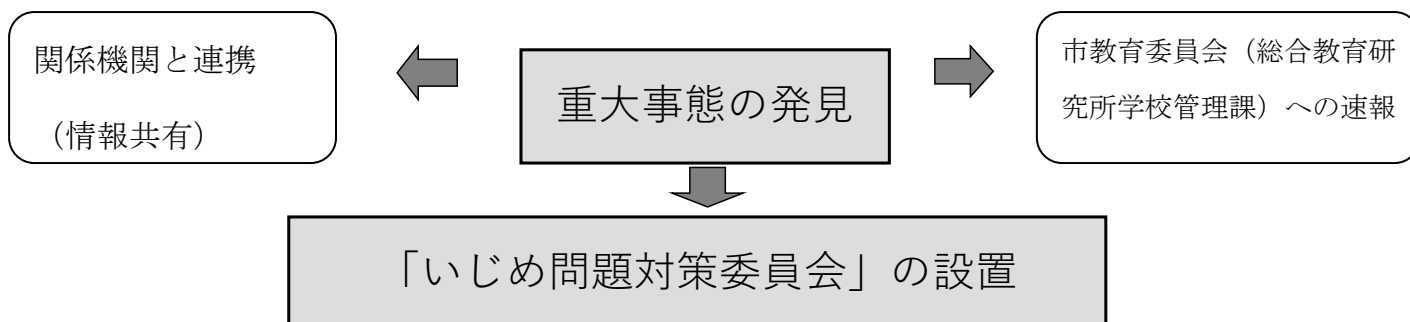 関係機関と連携
（情報共有）
重大事態の発見
市教育委員会（総合教育研
究所学校管理課）への速報
「いじめ問題対策委員会」の設置